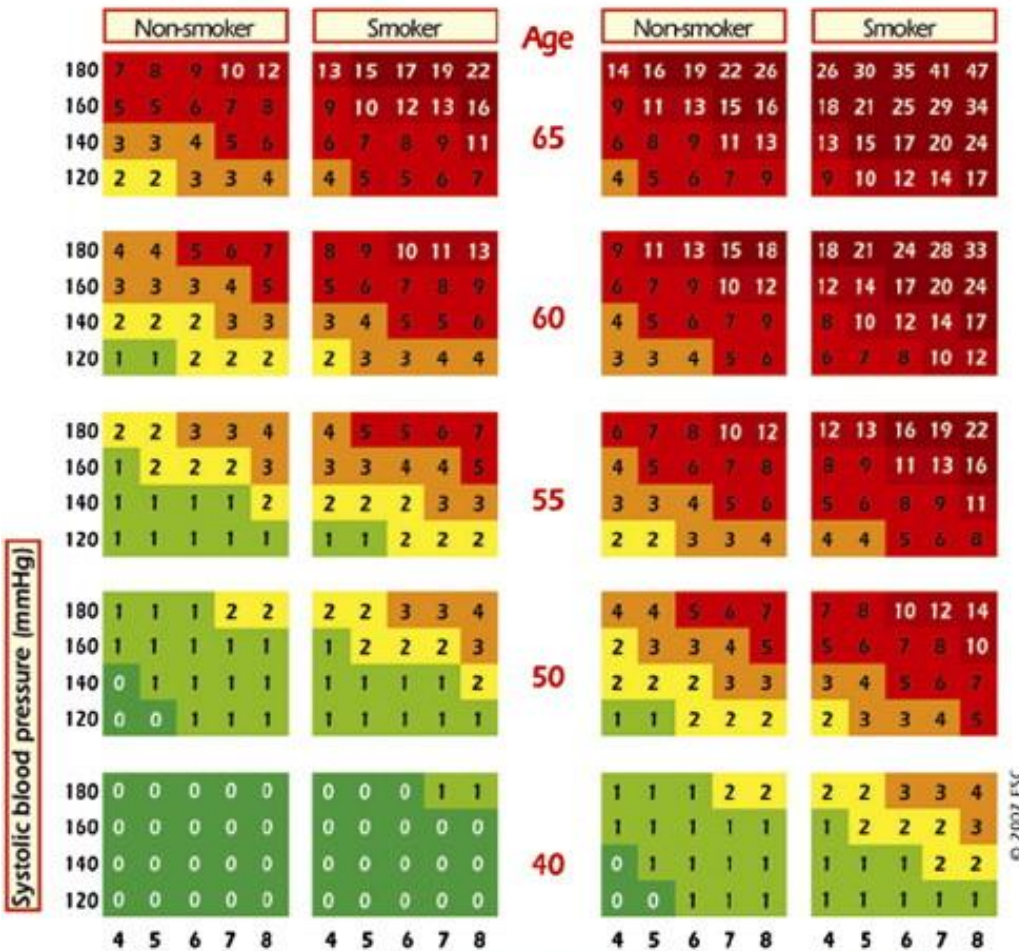 Non-smoker Smoker Age Non-smoker Smoker
180 7 8 9 10 12 13 15 17 19 22 14 16 19 22 26 26 30 35 41 47
160 5 5 6 7 8 9 10 12 13 16 9 11 13 15 16 18 21 25 29 34
65
140 3 3 4 5 6 6 7 8 9 11 6 8 9 11 13 13 15 17 20 24
120 2 2 3 3 4 4 5 5 6 7 4 5 6 7 9 9 10 12 14 17
180 4 4 5 6 7 8 9 10 11 13 9 11 13 15 18 18 21 24 28 33
160 3 3 3 4 5 5 6 7 8 9 6 7 9 10 12 12 14 17 20 24
60
140 2 2 2 3 3 3 4 5 5 6 4 5 6 7 9 8 10 12 14 17
120 1 1 2 2 2 2 3 3 4 4 3 3 4 5 6 6 7 8 10 12
180 2 2 3 3 4 4 5 5 6 7 6 7 8 10 12 12 13 16 19 22
160 1 2 2 2 3 3 3 4 4 5 4 5 6 7 8 8 9 11 13 16
55
140 1 1 1 1 2 2 2 2 3 3 3 3 4 5 6 5 6 8 9 11
120 1 1 1 1 1 1 1 2 2 2 2 2 3 3 4 4 4 5 6 8
180 1 1 1 2 2 2 2 3 3 4 4 4 5 6 7 7 8 10 12 14
160 1 1 1 1 1 1 2 2 2 3 2 3 3 4 5 5 6 7 8 10
50
140 0 1 1 1 1 1 1 1 1 2 2 2 2 3 3 3 4 5 6 7
120 0 0 1 1 1 1 1 1 1 1 1 1 2 2 2 2 3 3 4 5
180 0 0 0 0 0 0 0 0 1 1 1 1 1 2 2 2 2 3 3 4
160 0 0 0 0 0 0 0 0 0 0 1 1 1 1 1 1 2 2 2 3
40
140 0 0 0 0 0 0 0 0 0 0 0 1 1 1 1 1 1 1 2 2
120 0 0 0 0 0 0 0 0 0 0 0 0 1 1 1 1 1 1 1 1
4 5 6 7 8 4 5 6 7 8 4 5 6 7 8 4 5 6 7 8
Systolic blood pressure (mmHg)
© 2007 ESC